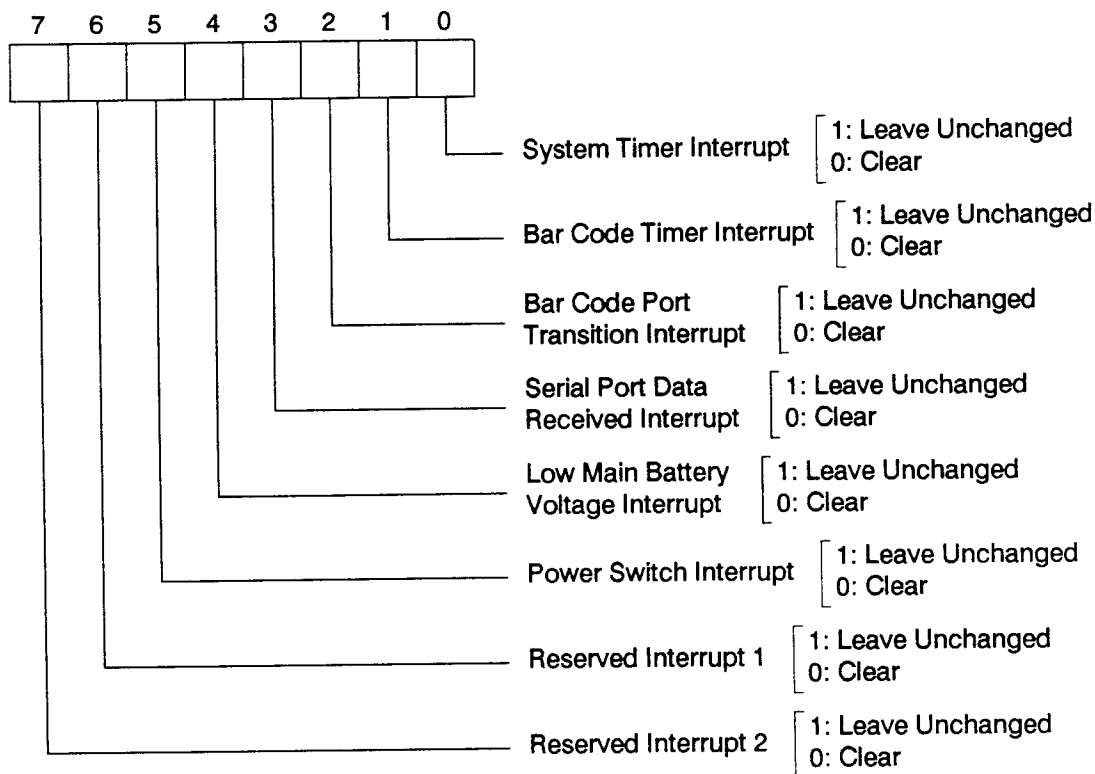 7 6 5 4 3 2 1 0
System Timer Interrupt 1: Leave Unchanged
0: Clear
Bar Code Timer Interrupt 1: Leave Unchanged
0: Clear
Bar Code Port 1: Leave Unchanged
Transition Interrupt 0: Clear
Serial Port Data 1: Leave Unchanged
Received Interrupt 0: Clear
Low Main Battery 1: Leave Unchanged
Voltage Interrupt 0: Clear
Power Switch Interrupt 1: Leave Unchanged
0: Clear
Reserved Interrupt 1 1: Leave Unchanged
0: Clear
Reserved Interrupt 2 1: Leave Unchanged
0: Clear